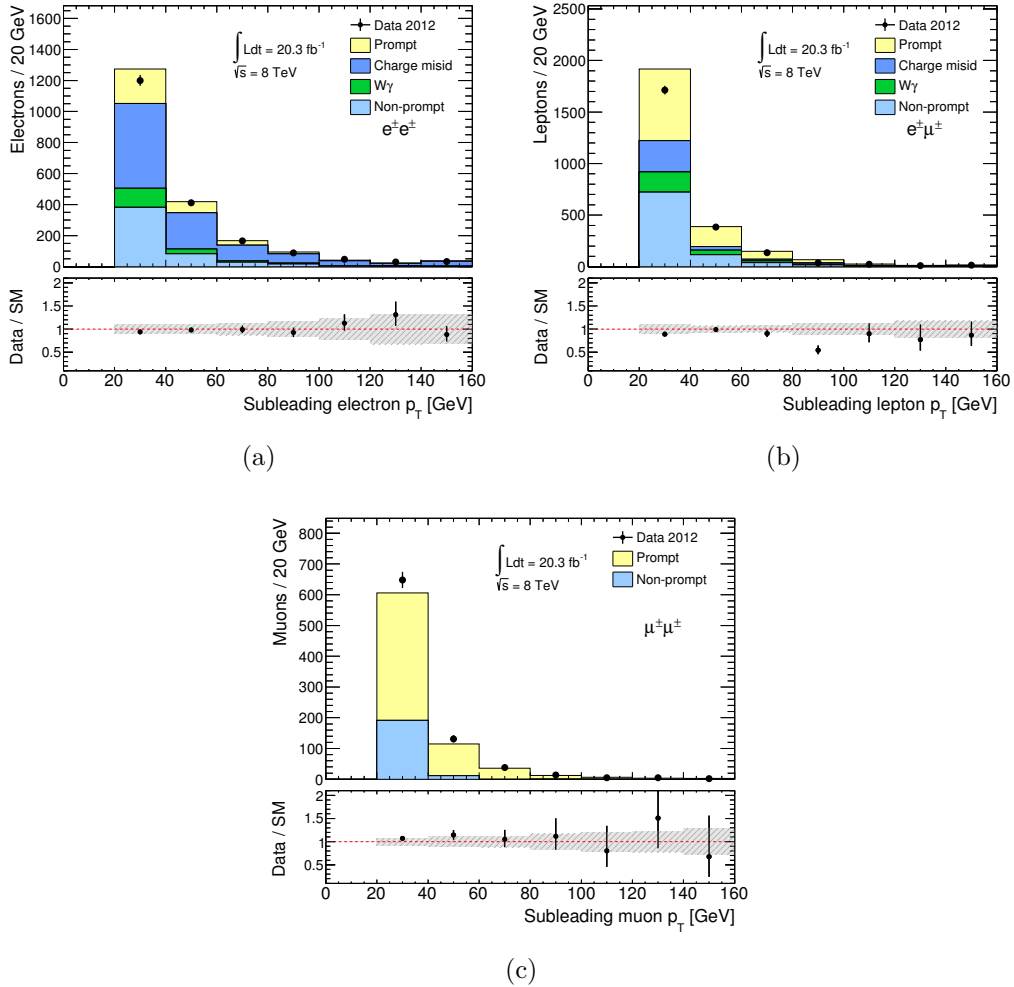 Electrons / 20 GeV
1600
1400
1200
1000
800
600
400
200
0
∫ Ldt = 20.3 fb⁻¹
√s = 8 TeV
Data 2012
Prompt
Charge misid
Wγ
Non-prompt
e±e±
Data / SM
2
1.5
1
0.5
0 20 40 60 80 100 120 140 160
Subleading electron p_T [GeV]
(a)
Leptons / 20 GeV
2500
2000
1500
1000
500
0
∫ Ldt = 20.3 fb⁻¹
√s = 8 TeV
Data 2012
Prompt
Charge misid
Wγ
Non-prompt
e±μ±
Data / SM
2
1.5
1
0.5
0 20 40 60 80 100 120 140 160
Subleading lepton p_T [GeV]
(b)
Muons / 20 GeV
800
700
600
500
400
300
200
100
0
∫ Ldt = 20.3 fb⁻¹
√s = 8 TeV
Data 2012
Prompt
Non-prompt
μ±μ±
Data / SM
2
1.5
1
0.5
0 20 40 60 80 100 120 140 160
Subleading muon p_T [GeV]
(c)